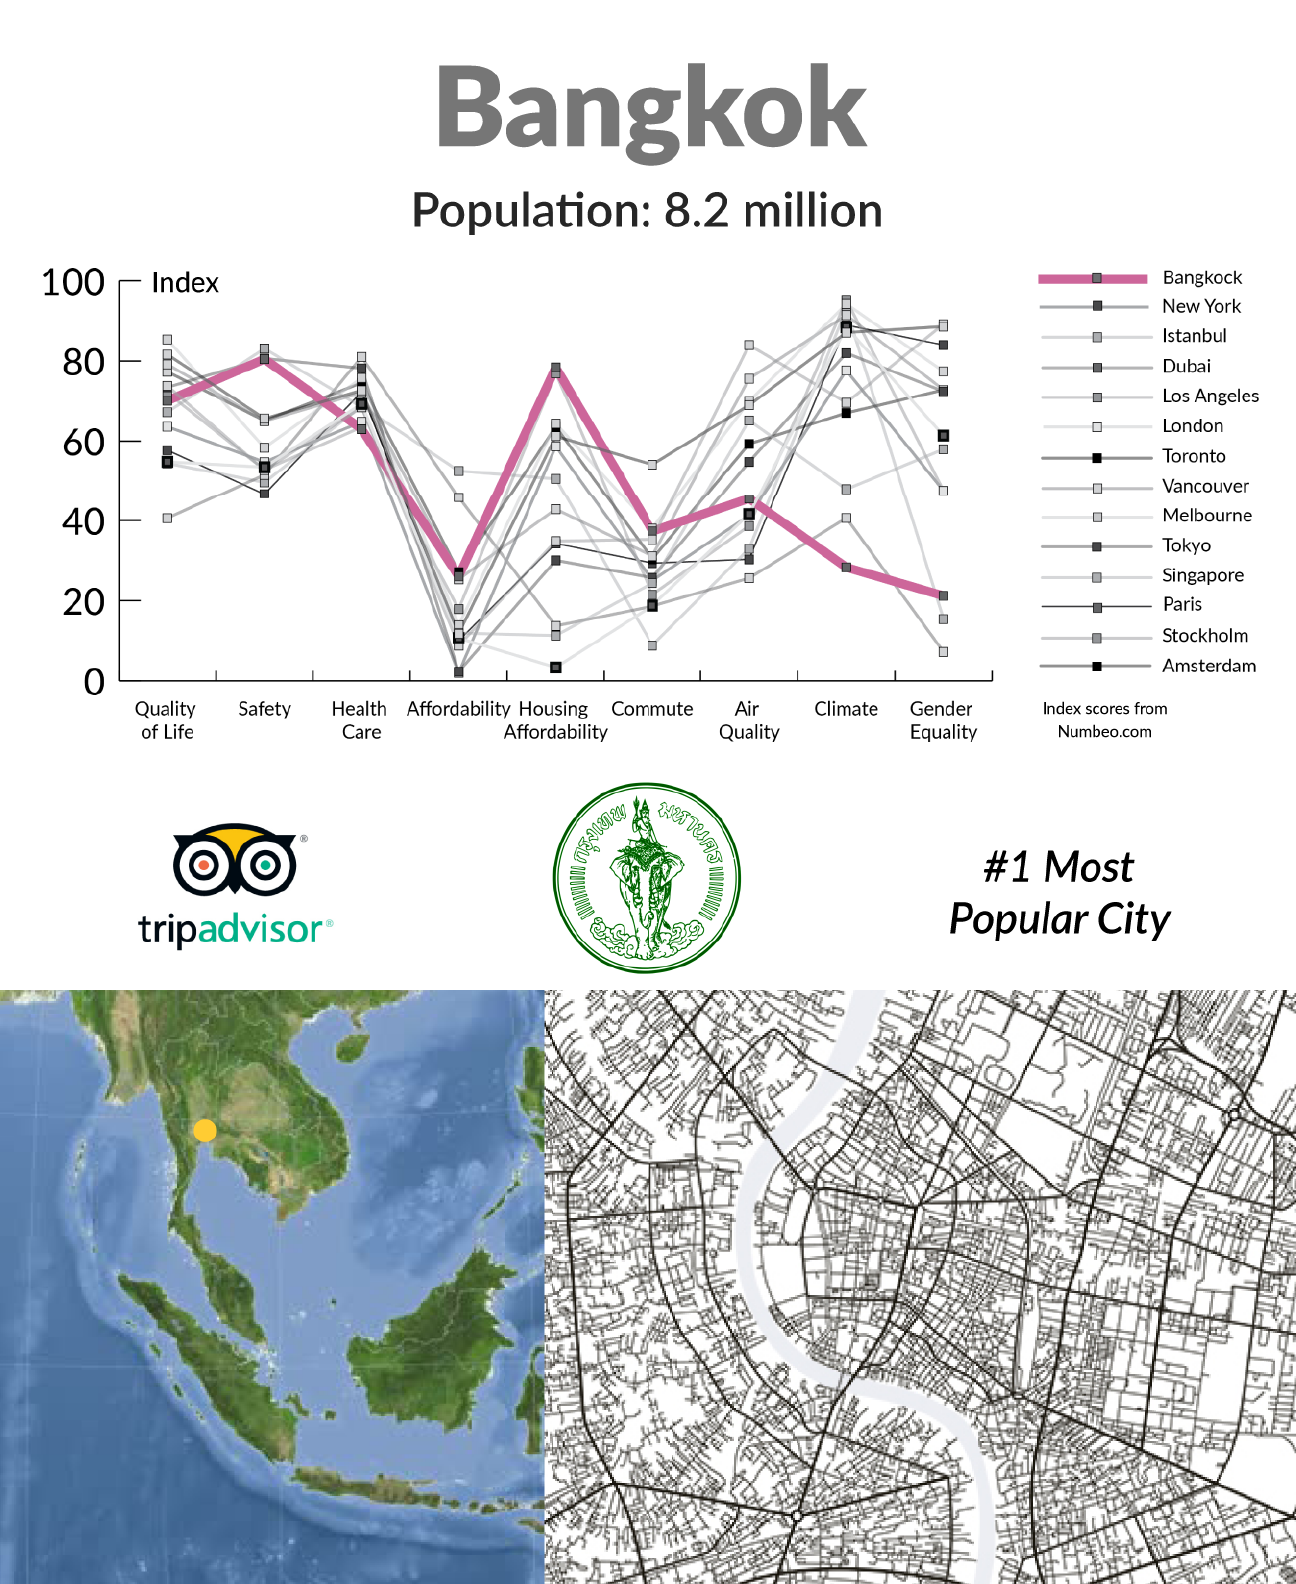 Bangkok
Population: 8.2 million
100
80
60
40
20
0
Index
Quality
of Life
Safety
Health
Care
Affordability
Housing
Affordability
Commute
Air
Quality
Climate
Gender
Equality
Bangkock
New York
Istanbul
Dubai
Los Angeles
London
Toronto
Vancouver
Melbourne
Tokyo
Singapore
Paris
Stockholm
Amsterdam
Index scores from
Numbeo.com
tripadvisor®
®
กรุงเทพ มหานคร
#1 Most
Popular City